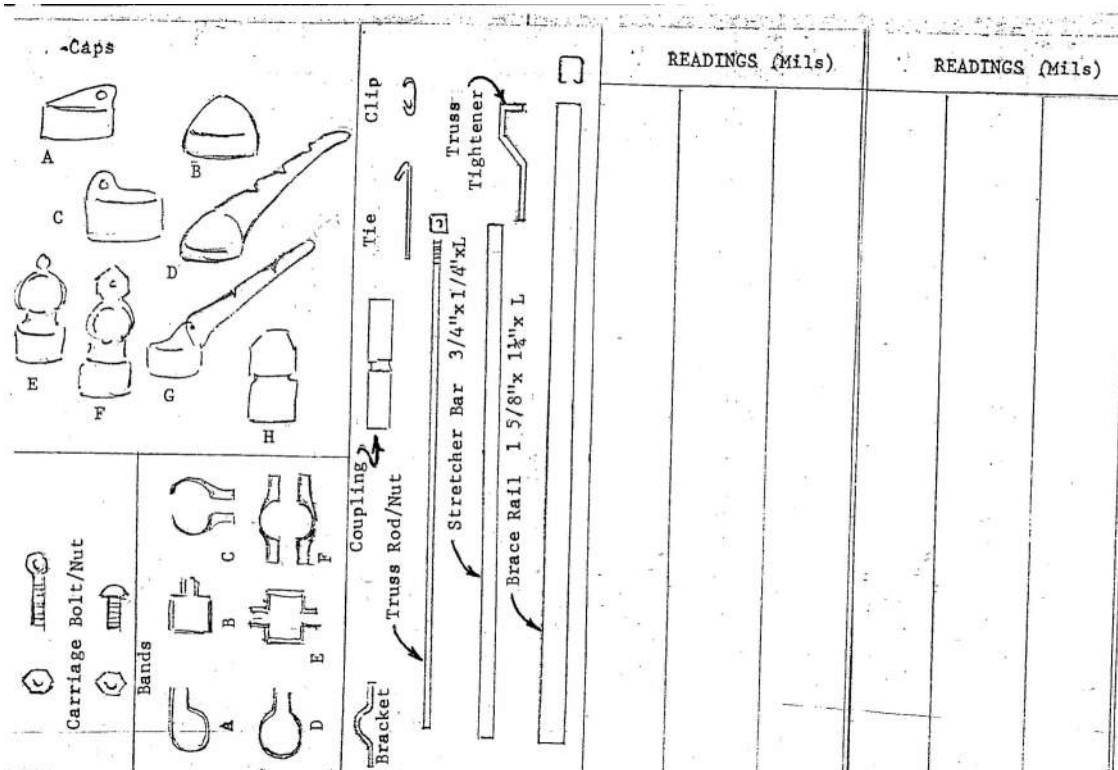 Caps
A
B
C
D
E
F
G
H
Carriage Bolt/Nut
Bands
C
F
B
E
A
D
Clip
Tie
Coupling
Bracket
Truss Rod/Nut
Stretcher Bar 3/4"x1/4"xL
Truss
Tightener
Brace Rail 1 5/8"x 1¼"x L
READINGS (Mils)
READINGS (Mils)